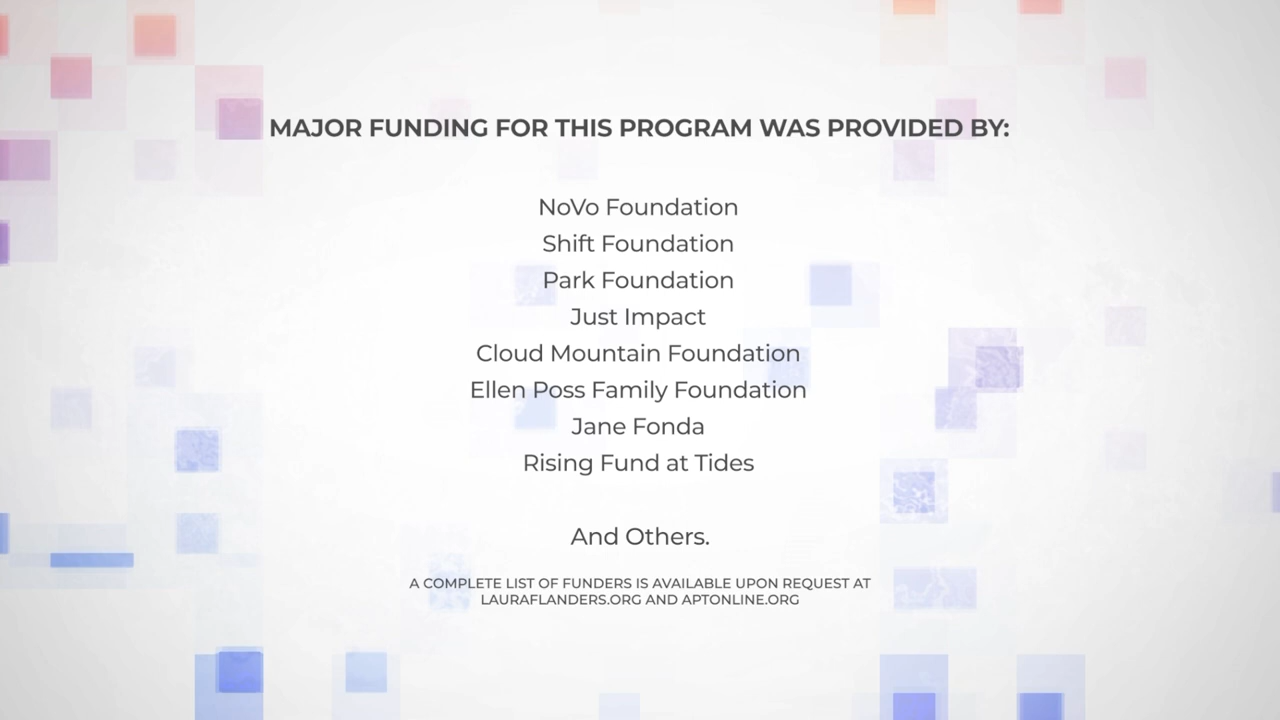 MAJOR FUNDING FOR THIS PROGRAM WAS PROVIDED BY:
NoVo Foundation
Shift Foundation
Park Foundation
Just Impact
Cloud Mountain Foundation
Ellen Poss Family Foundation
Jane Fonda
Rising Fund at Tides
And Others.
A COMPLETE LIST OF FUNDERS IS AVAILABLE UPON REQUEST AT
LAURAFLANDERS.ORG AND APTONLINE.ORG